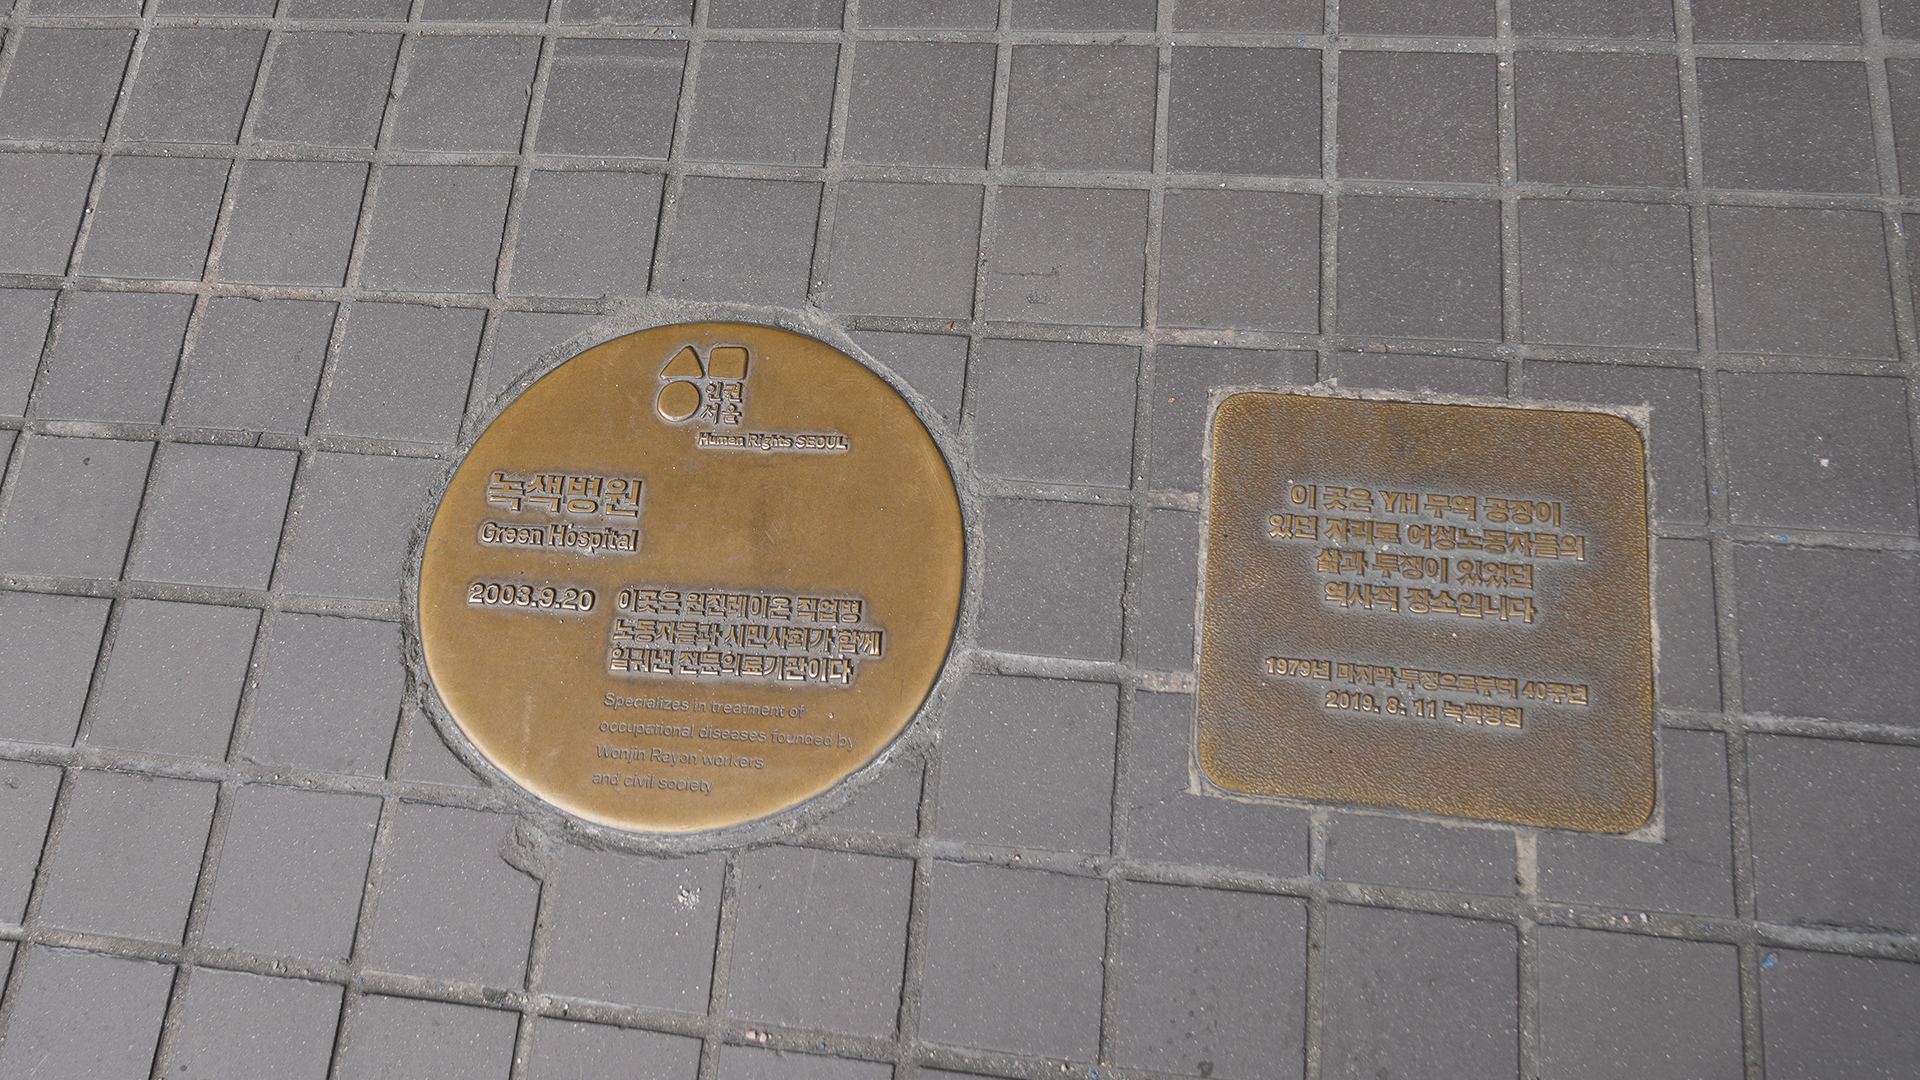 인권
서울
Human Rights SEOUL
녹색병원
Green Hospital
2003.9.20
이곳은 원진레이온 직업병
노동자들과 시민사회가 함께
일궈낸 전문의료기관이다
Specializes in treatment of
occupational diseases founded by
Wonjin Rayon workers
and civil society
이 곳은 YH 무역 공장이
있던 자리로 여성노동자들의
삶과 투쟁이 있었던
역사적 장소입니다
1979년 마지막 투쟁으로부터 40주년
2019. 8. 11 녹색병원